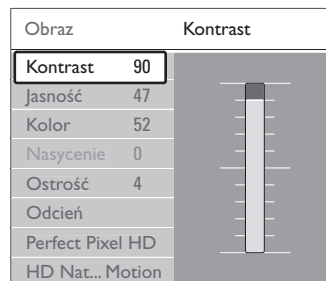 Obraz Kontrast
Kontrast 90
Jasność 47
Kolor 52
Nasycenie 0
Ostrość 4
Odcień
Perfect Pixel HD
HD Nat... Motion